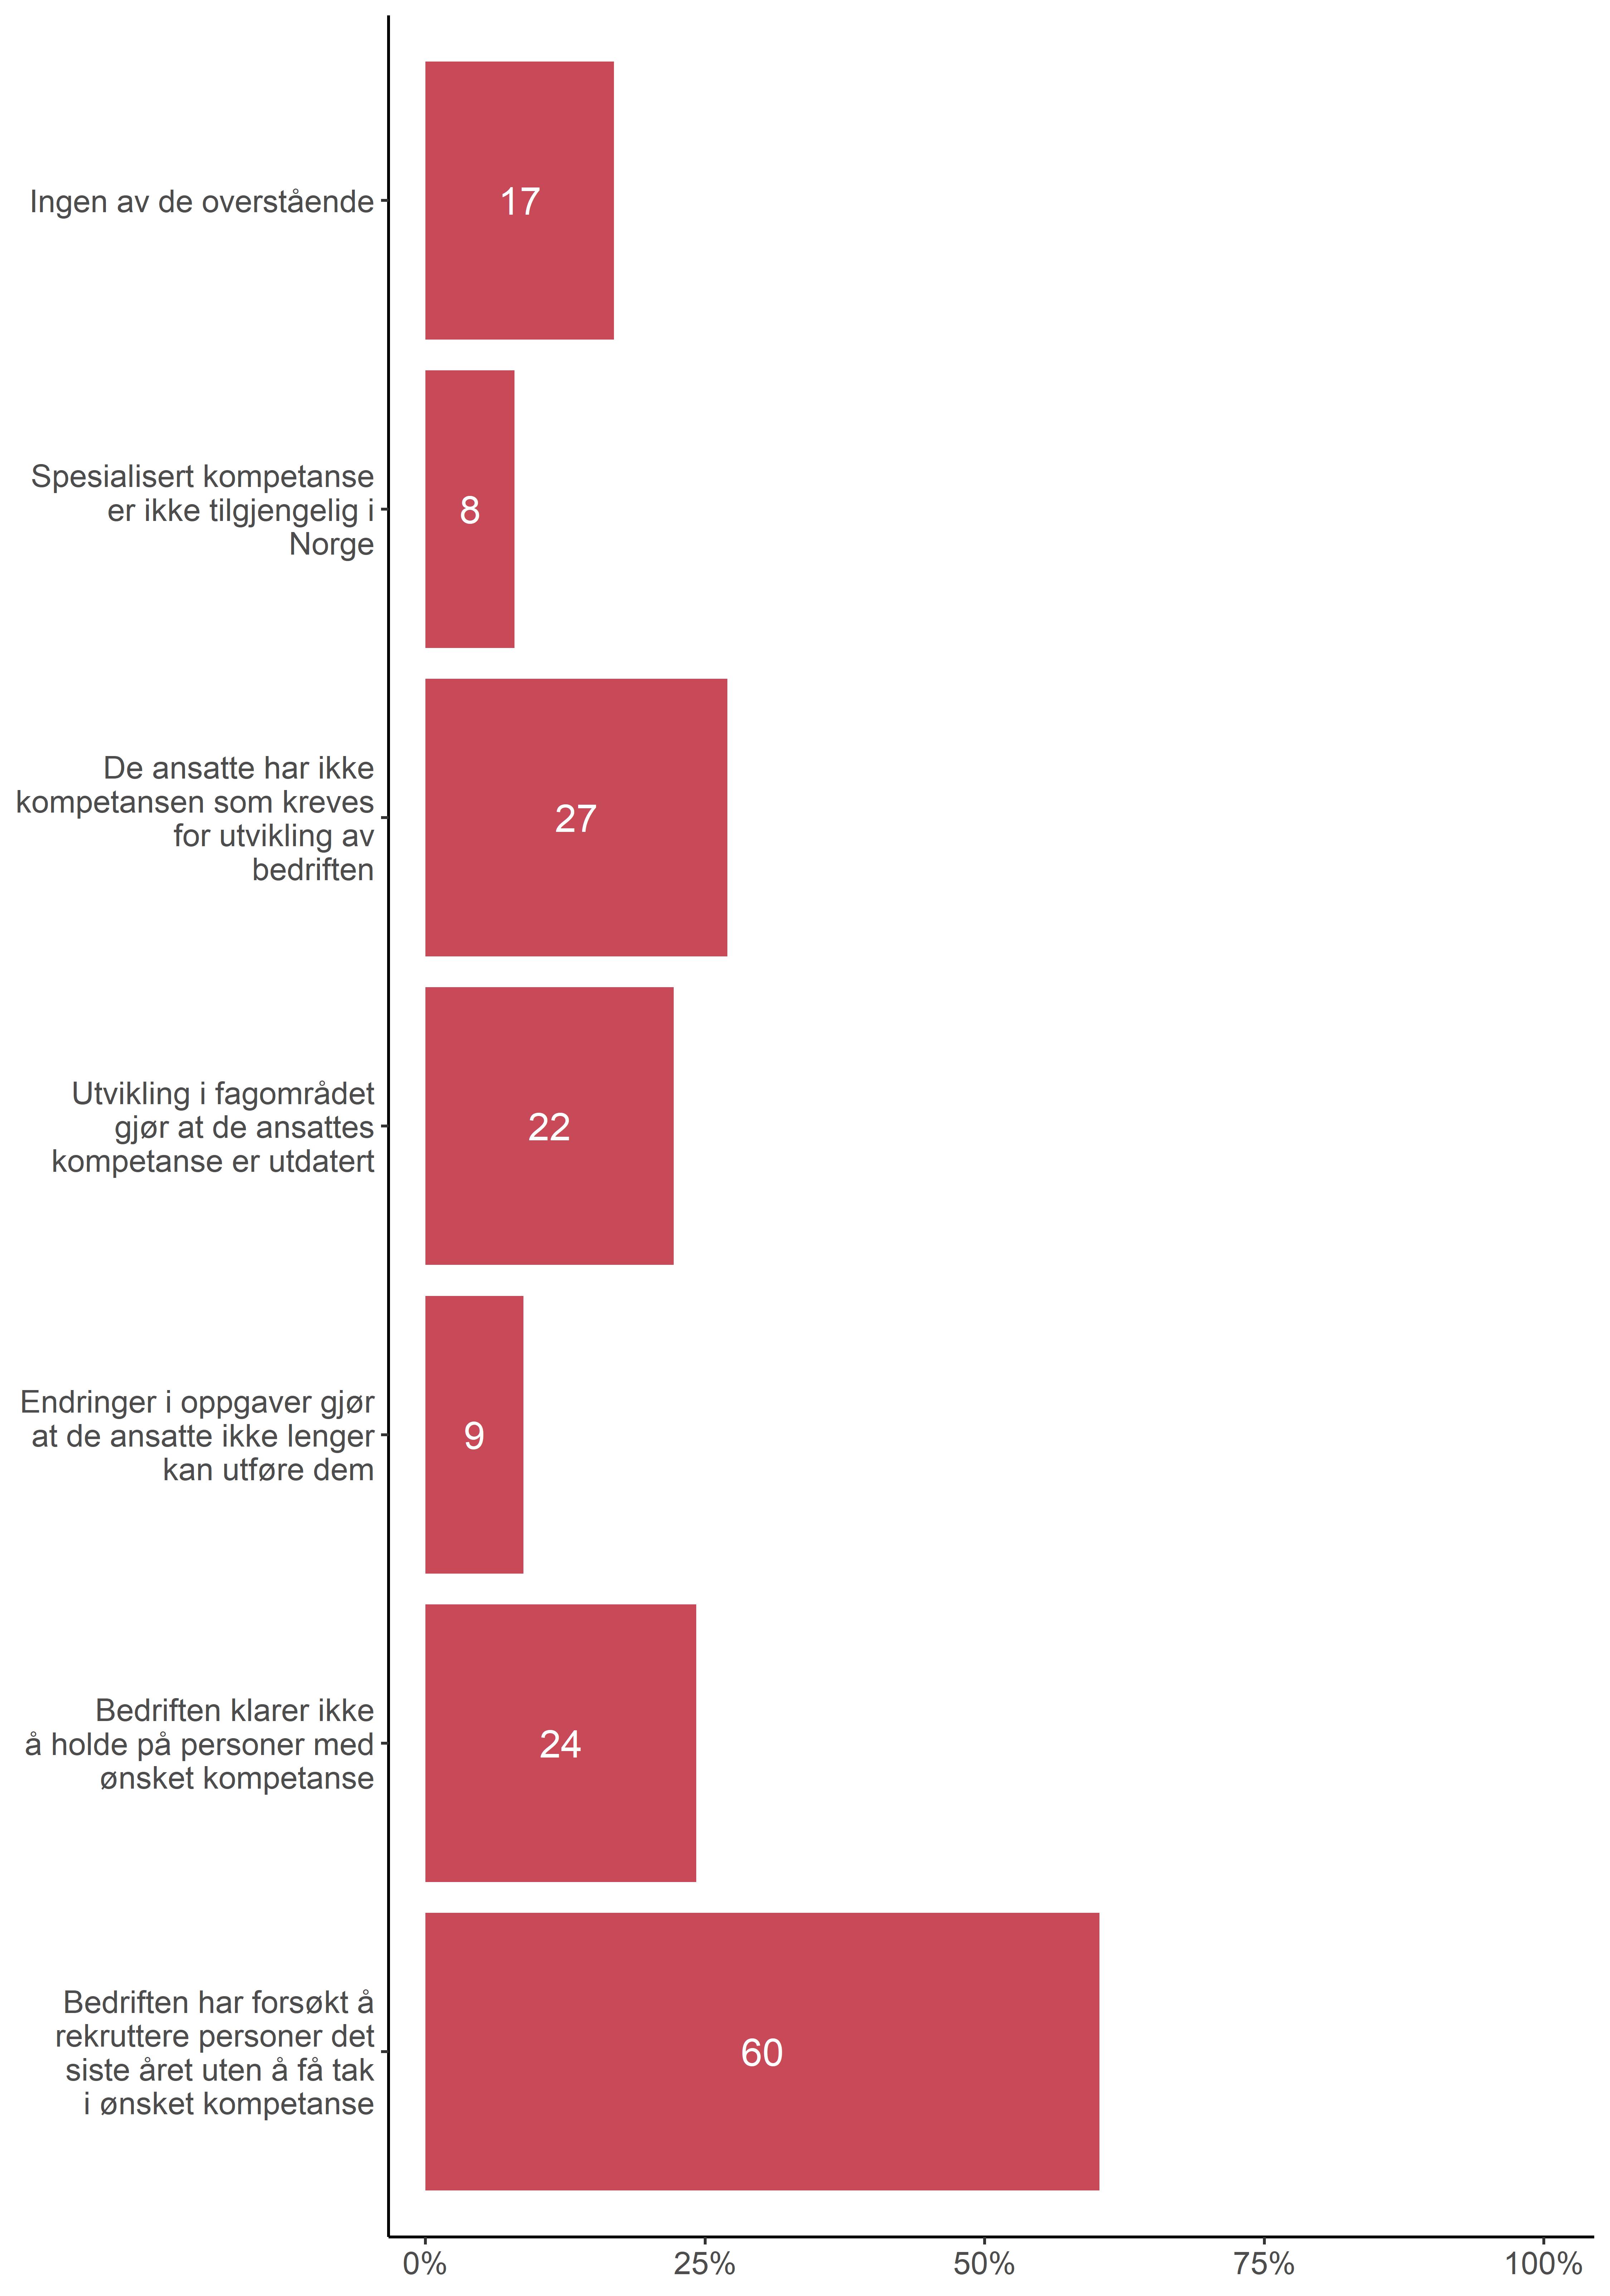 Ingen av de overstående
17
Spesialisert kompetanse
er ikke tilgjengelig i
Norge
8
De ansatte har ikke
kompetansen som kreves
for utvikling av
bedriften
27
Utvikling i fagområdet
gjør at de ansattes
kompetanse er utdatert
22
Endringer i oppgaver gjør
at de ansatte ikke lenger
kan utføre dem
9
Bedriften klarer ikke
å holde på personer med
ønsket kompetanse
24
Bedriften har forsøkt å
rekruttere personer det
siste året uten å få tak
i ønsket kompetanse
60
0% 25% 50% 75% 100%